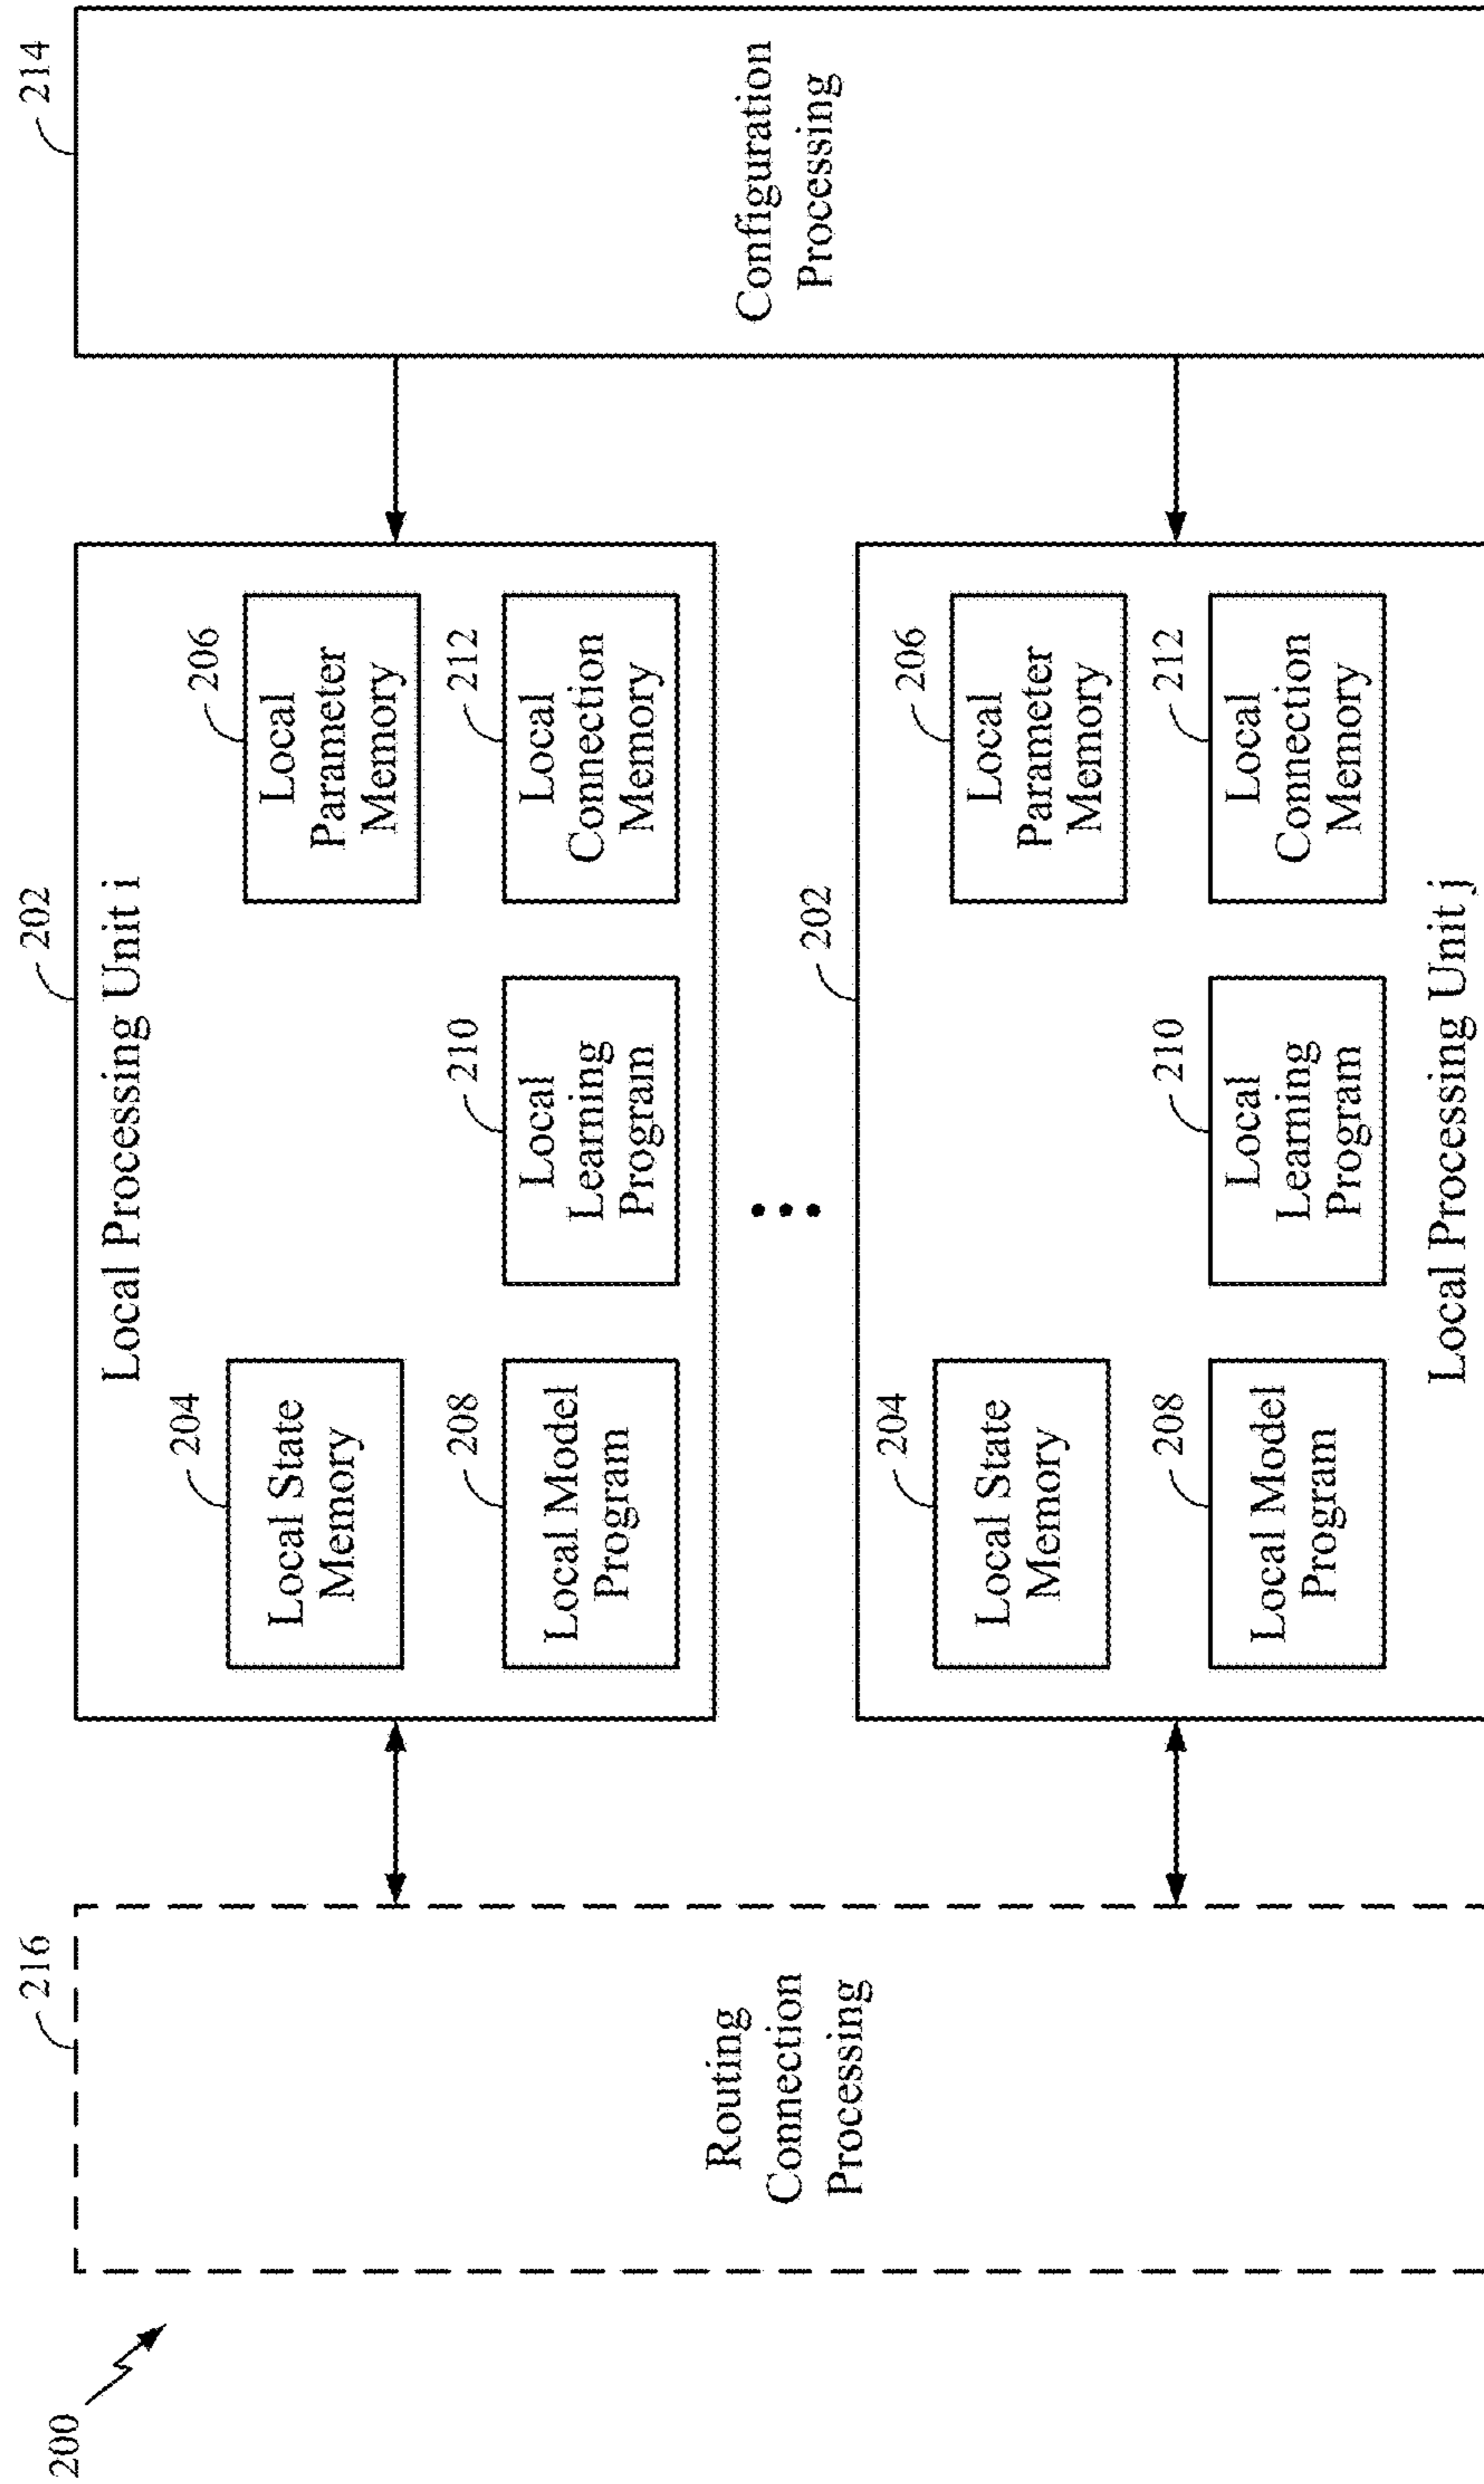 200
216
Routing
Connection
Processing
202
Local Processing Unit i
204
Local State
Memory
206
Local
Parameter
Memory
208
Local Model
Program
210
Local
Learning
Program
212
Local
Connection
Memory
202
204
Local State
Memory
206
Local
Parameter
Memory
208
Local Model
Program
210
Local
Learning
Program
212
Local
Connection
Memory
Local Processing Unit j
214
Configuration
Processing